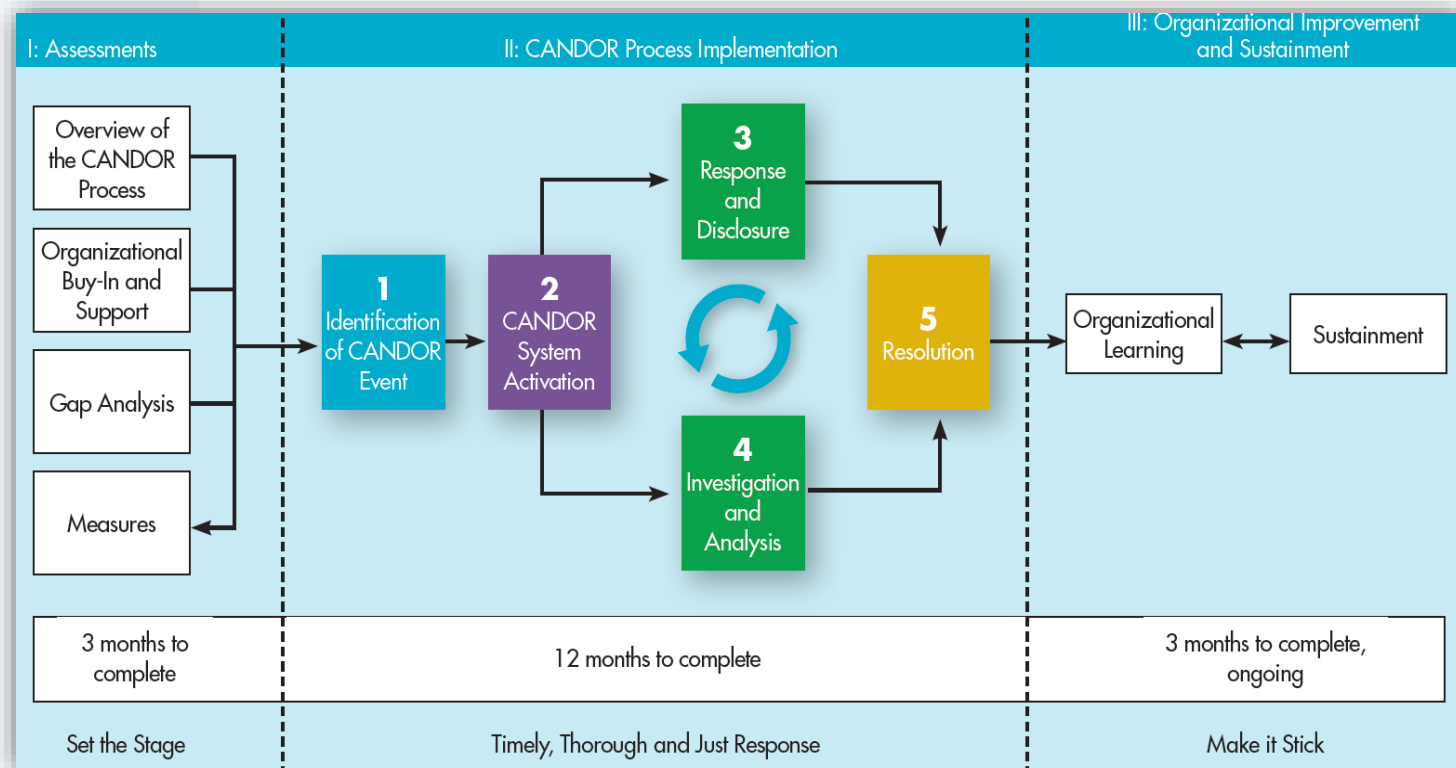 I: Assessments
II: CANDOR Process Implementation
III: Organizational Improvement
and Sustainment
Overview of
the CANDOR
Process
Organizational
Buy-In and
Support
Gap Analysis
Measures
1
Identification
of CANDOR
Event
2
CANDOR
System
Activation
3
Response
and
Disclosure
4
Investigation
and
Analysis
5
Resolution
Organizational
Learning
Sustainment
3 months to
complete
12 months to complete
3 months to complete,
ongoing
Set the Stage
Timely, Thorough and Just Response
Make it Stick